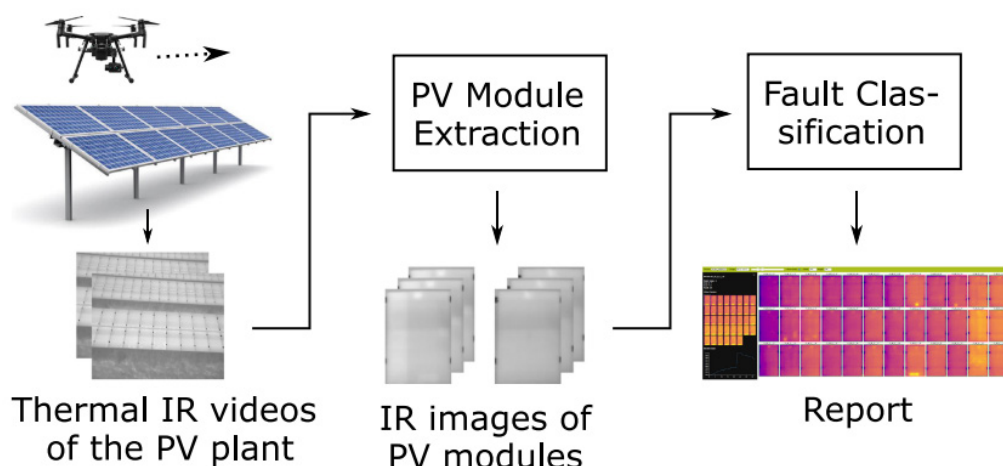 PV Module
Extraction
Fault Clas-
sification
Thermal IR videos
of the PV plant
IR images of
PV modules
Report